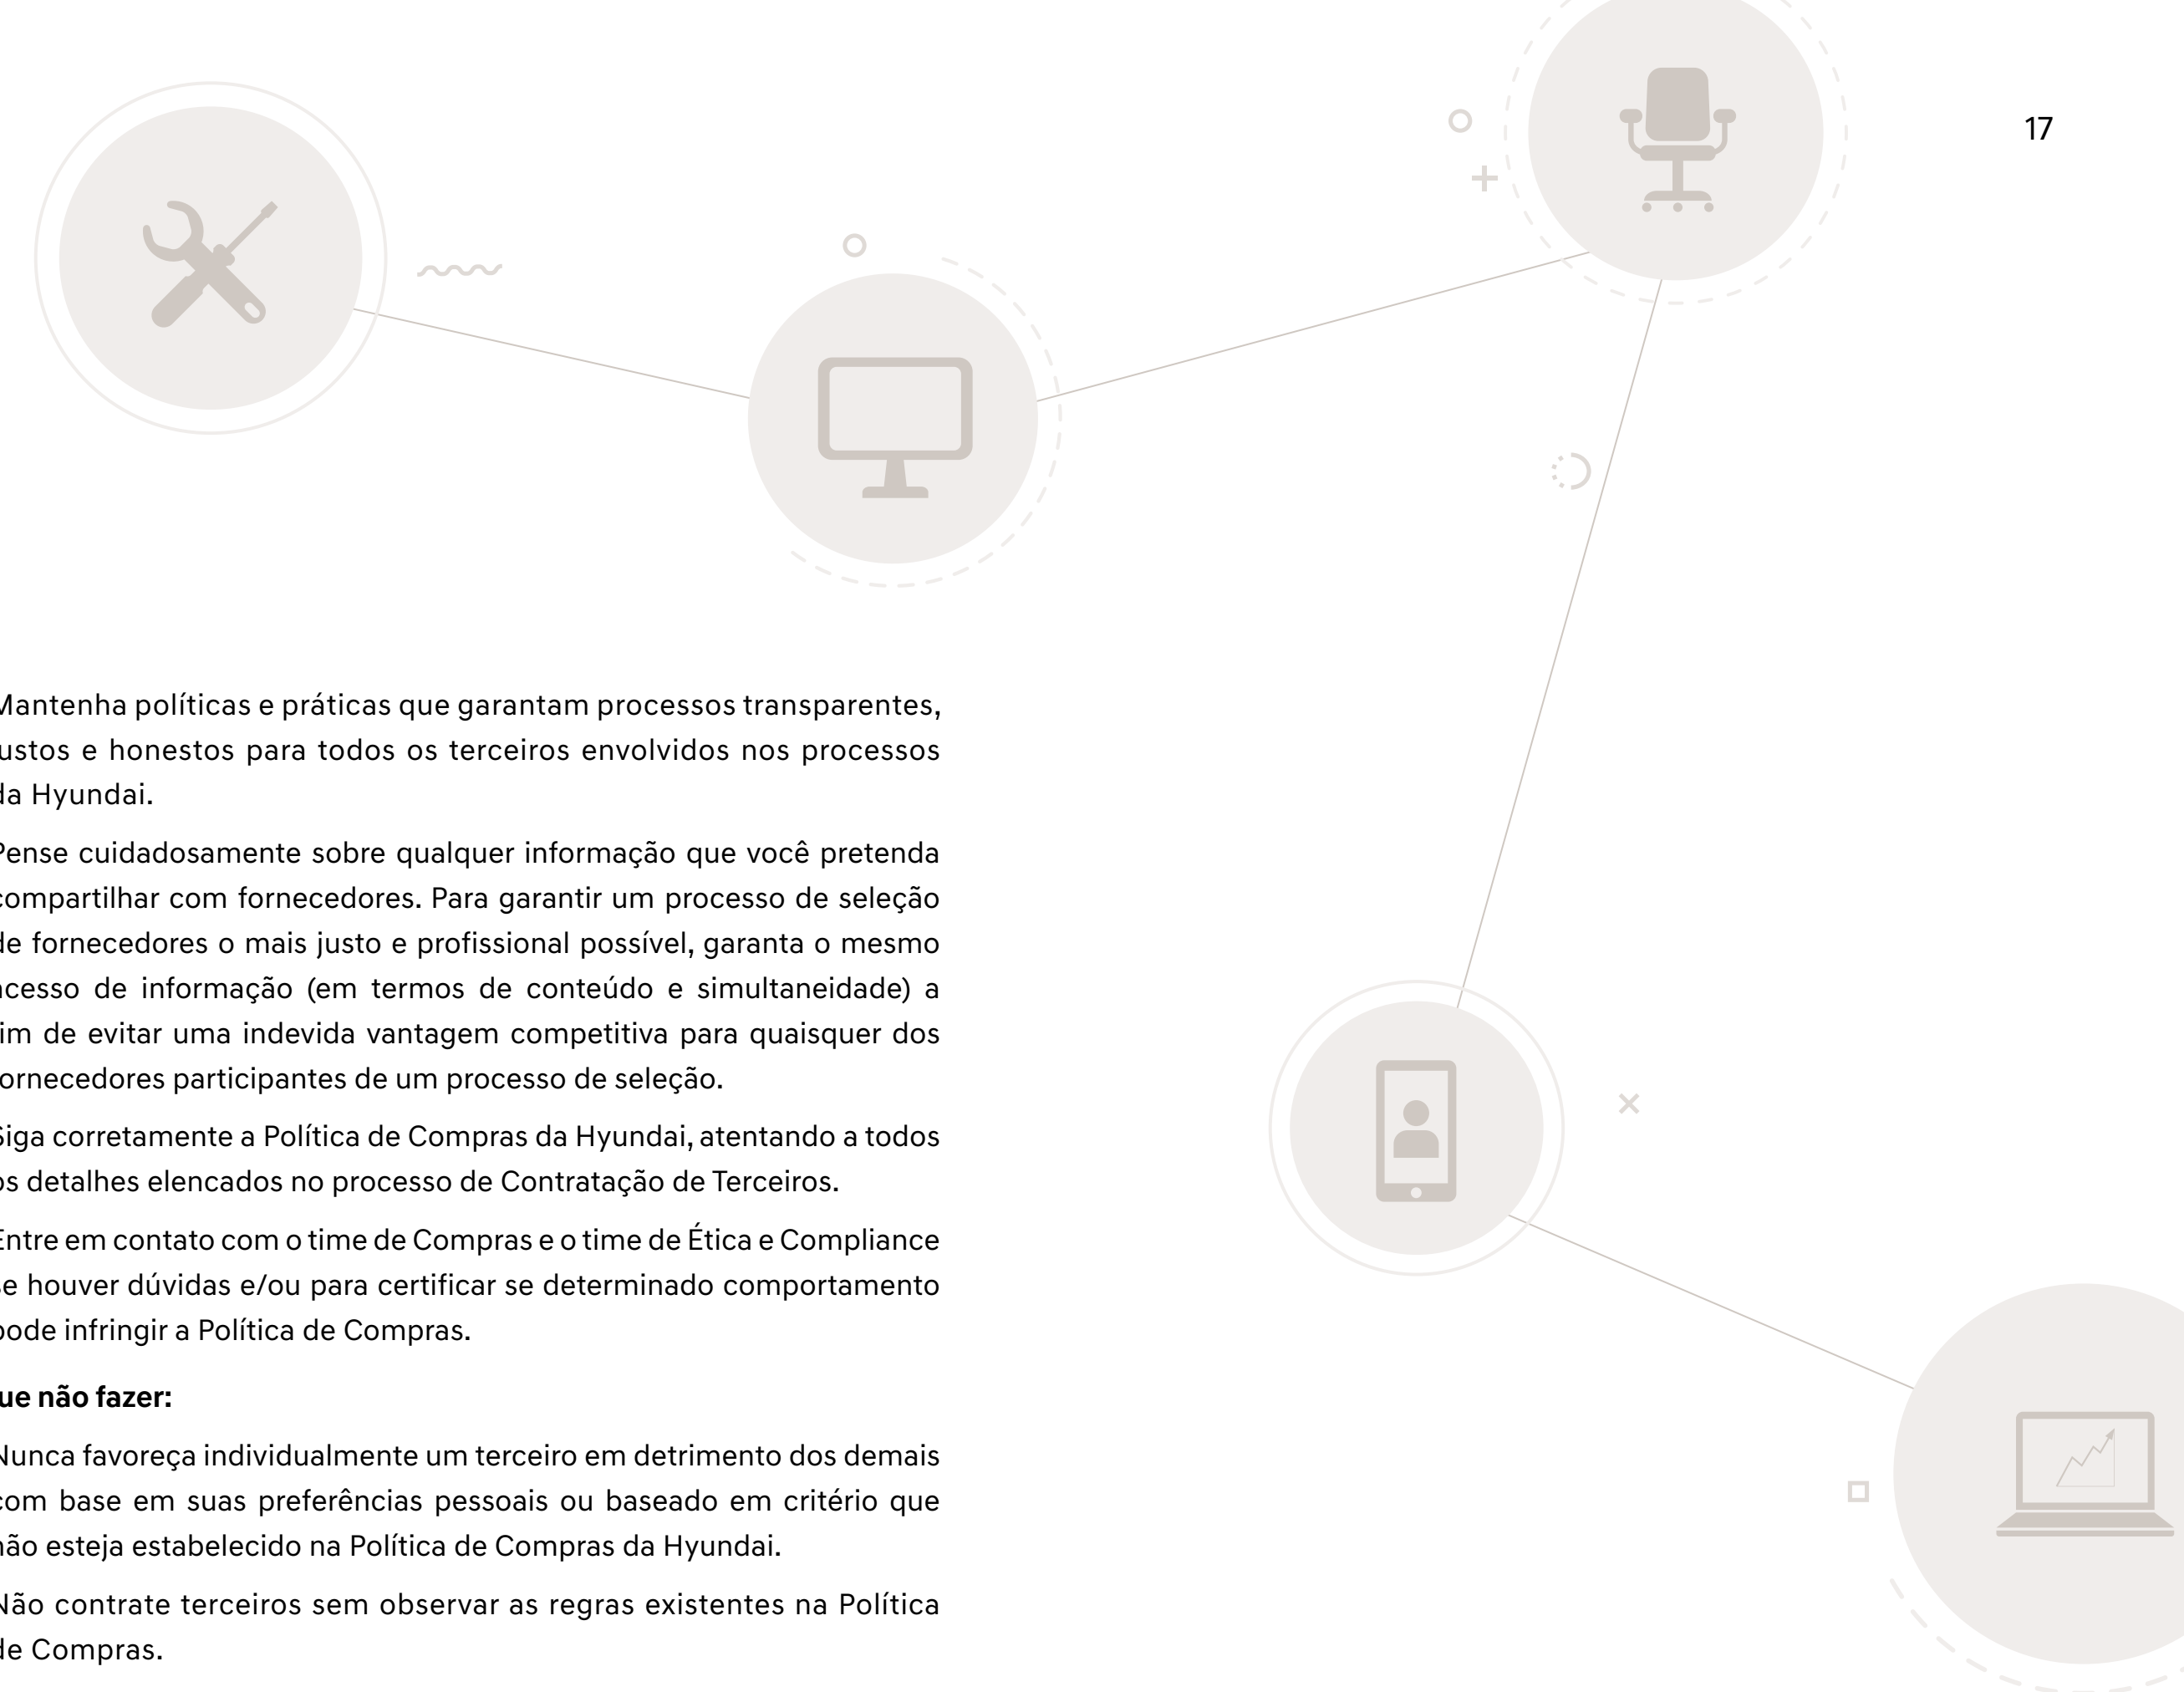 17
Mantenha políticas e práticas que garantam processos transparentes,
ustos e honestos para todos os terceiros envolvidos nos processos
da Hyundai.
Pense cuidadosamente sobre qualquer informação que você pretenda
compartilhar com fornecedores. Para garantir um processo de seleção
de fornecedores o mais justo e profissional possível, garanta o mesmo
acesso de informação (em termos de conteúdo e simultaneidade) a
fim de evitar uma indevida vantagem competitiva para quaisquer dos
fornecedores participantes de um processo de seleção.
Siga corretamente a Política de Compras da Hyundai, atentando a todos
os detalhes elencados no processo de Contratação de Terceiros.
Entre em contato com o time de Compras e o time de Ética e Compliance
se houver dúvidas e/ou para certificar se determinado comportamento
pode infringir a Política de Compras.
ue não fazer:
Nunca favoreça individualmente um terceiro em detrimento dos demais
com base em suas preferências pessoais ou baseado em critério que
não esteja estabelecido na Política de Compras da Hyundai.
Não contrate terceiros sem observar as regras existentes na Política
de Compras.